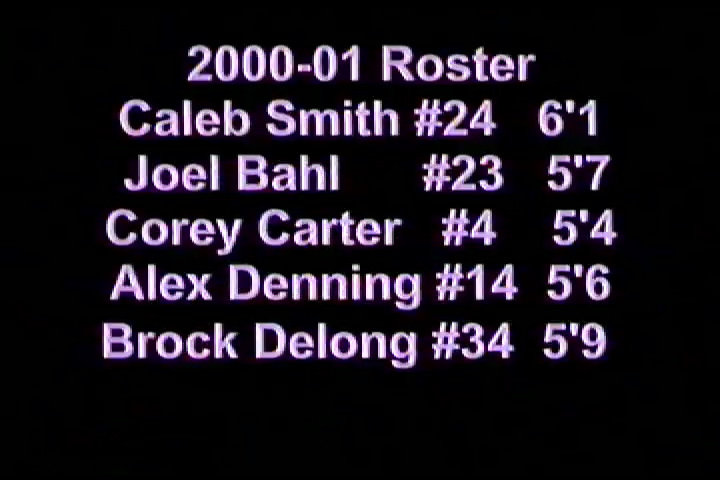 2000-01 Roster
Caleb Smith #24 6'1
Joel Bahl #23 5'7
Corey Carter #4 5'4
Alex Denning #14 5'6
Brock Delong #34 5'9